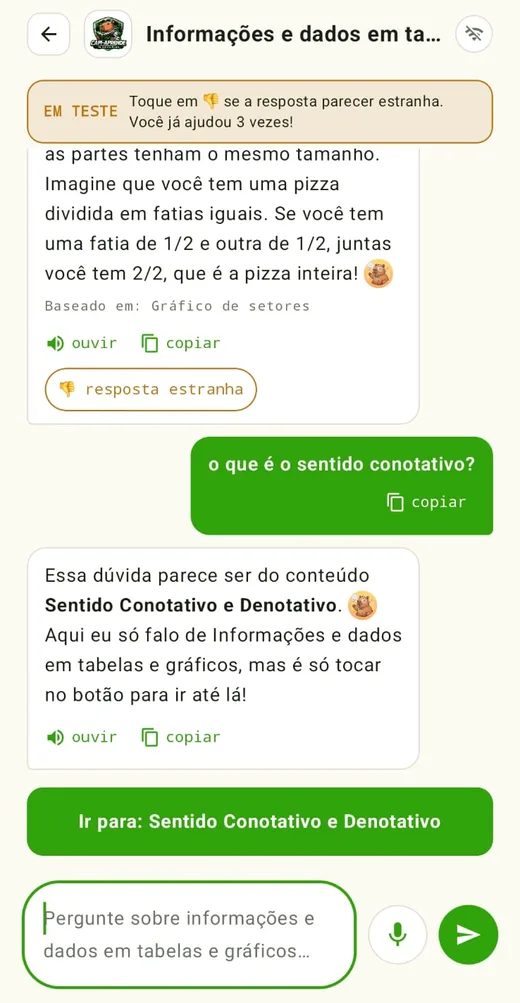 Informações e dados em ta...
EM TESTE
Toque em 👎 se a resposta parecer estranha.
Você já ajudou 3 vezes!
as partes tenham o mesmo tamanho.
Imagine que você tem uma pizza
dividida em fatias iguais. Se você tem
uma fatia de 1/2 e outra de 1/2, juntas
você tem 2/2, que é a pizza inteira!
Baseado em: Gráfico de setores
ouvir copiar
👎 resposta estranha
o que é o sentido conotativo?
copiar
Essa dúvida parece ser do conteúdo
Sentido Conotativo e Denotativo.
Aqui eu só falo de Informações e dados
em tabelas e gráficos, mas é só tocar
no botão para ir até lá!
ouvir copiar
Ir para: Sentido Conotativo e Denotativo
Pergunte sobre informações e
dados em tabelas e gráficos...